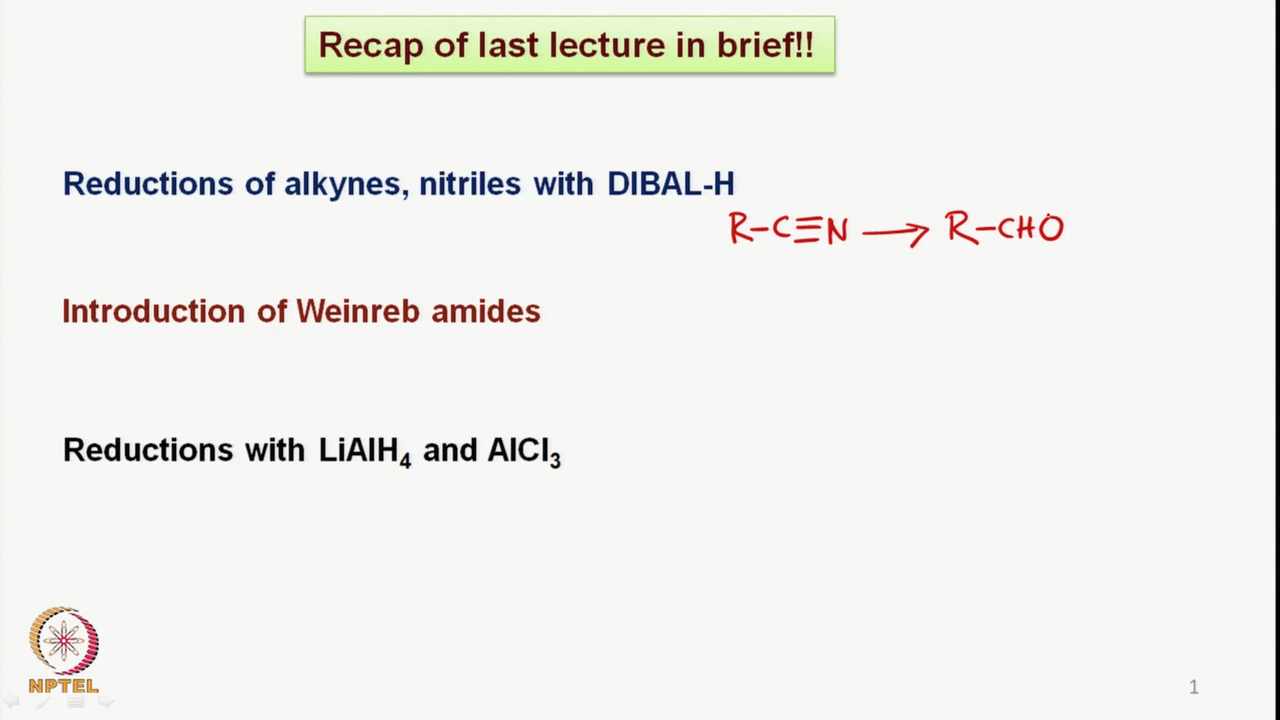 Recap of last lecture in brief!!
Reductions of alkynes, nitriles with DIBAL-H
R-C≡N → R-CHO
Introduction of Weinreb amides
Reductions with LiAlH₄ and AlCl₃
NPTEL
1